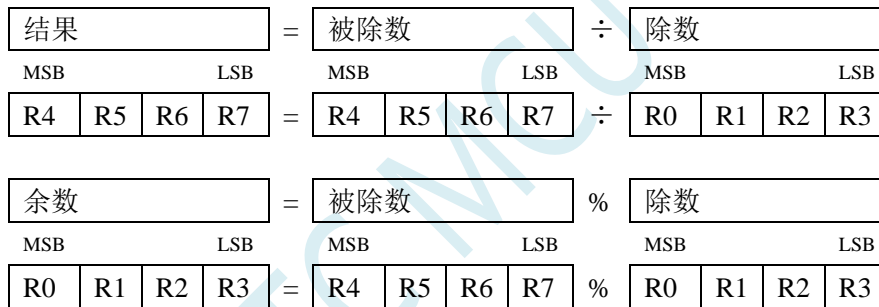 结果 = 被除数 ÷ 除数
MSB LSB MSB LSB MSB LSB
R4 R5 R6 R7 = R4 R5 R6 R7 ÷ R0 R1 R2 R3
余数 = 被除数 % 除数
MSB LSB MSB LSB MSB LSB
R0 R1 R2 R3 = R4 R5 R6 R7 % R0 R1 R2 R3
MCU